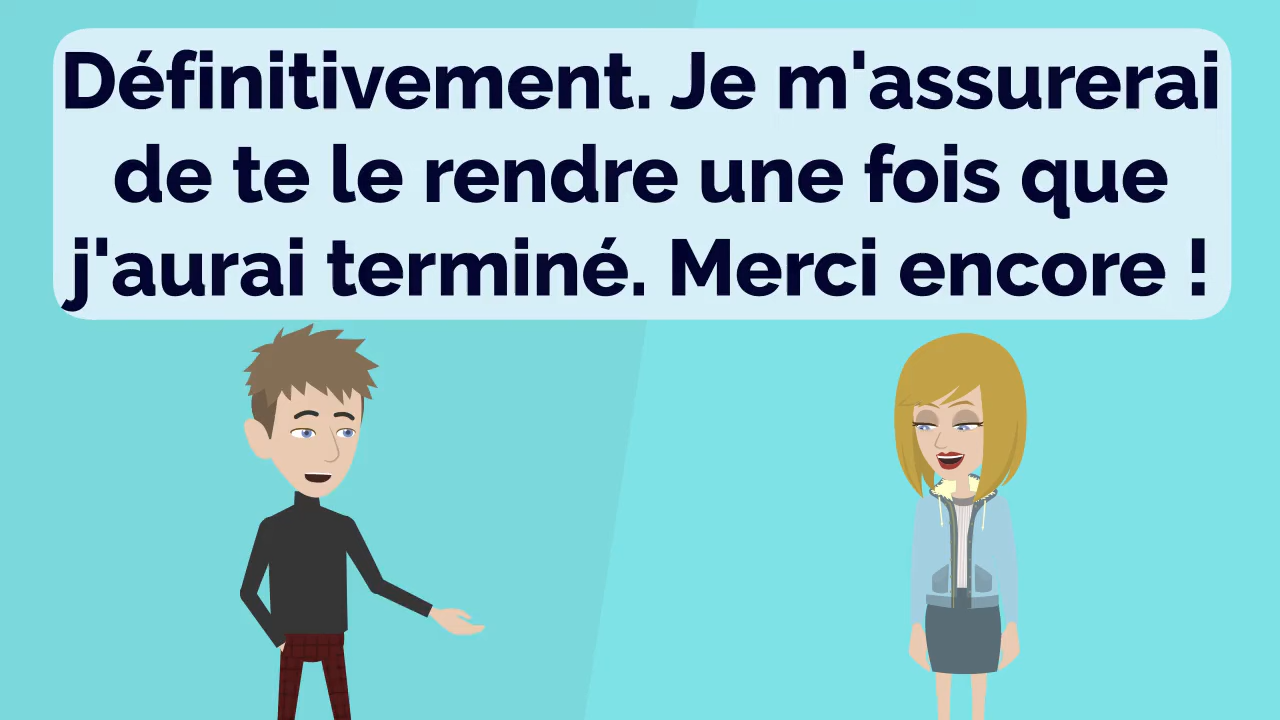 Définitivement. Je m'assurerai
de te le rendre une fois que
j'aurai terminé. Merci encore !